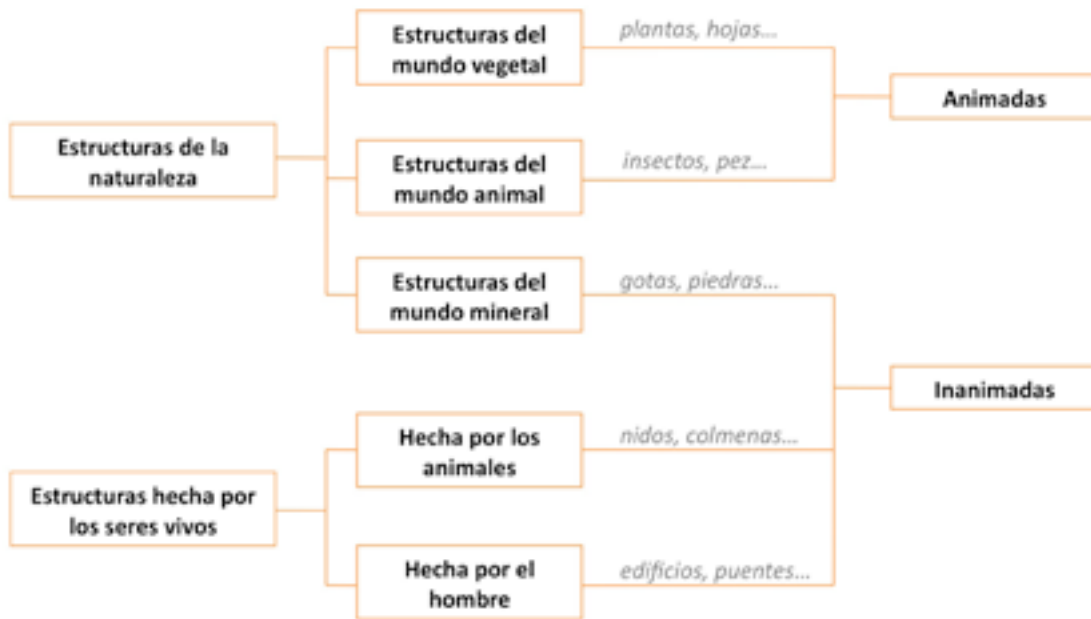 Estructuras de la
naturaleza
Estructuras del
mundo vegetal
plantas, hojas...
Estructuras del
mundo animal
insectos, pez...
Animadas
Estructuras del
mundo mineral
gotas, piedras...
Estructuras hecha por
los seres vivos
Hecha por los
animales
nidos, colmenas...
Hecha por el
hombre
edificios, puentes...
Inanimadas